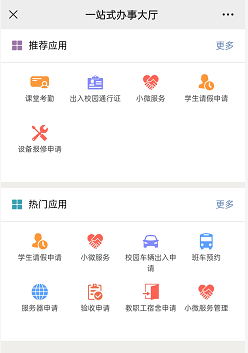 一站式办事大厅
推荐应用 更多
课堂考勤 出入校园通行证 小微服务 学生请假申请
设备报修申请
热门应用 更多
学生请假申请 小微服务 校园车辆出入申 班车预约
请
服务器申请 验收申请 教职工宿舍申请 小微服务管理